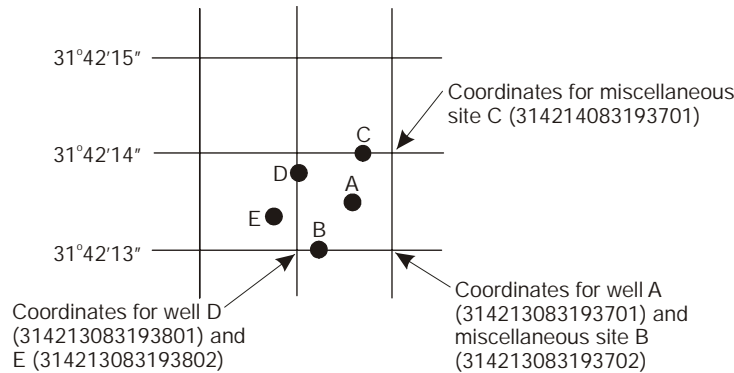 31°42'15"
Coordinates for miscellaneous
site C (314214083193701)
C
31°42'14"
D
A
E
B
31°42'13"
Coordinates for well D
(314213083193801) and
E (314213083193802)
Coordinates for well A
(314213083193701) and
miscellaneous site B
(314213083193702)